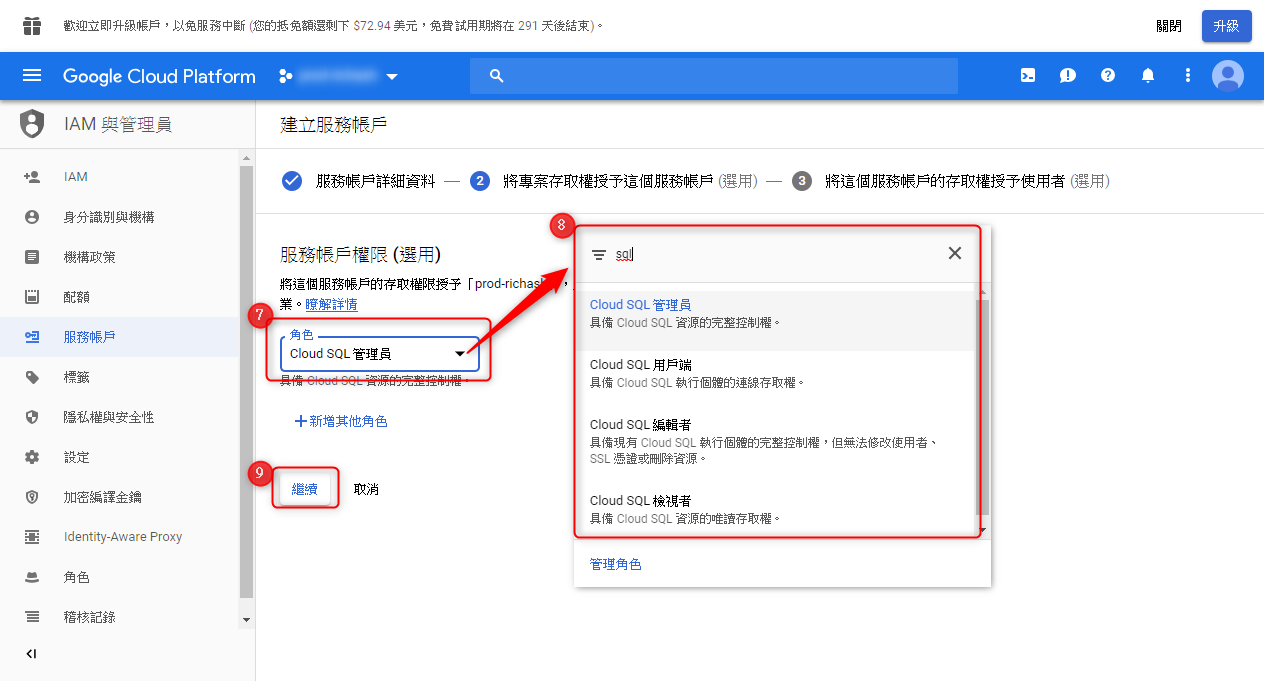 歡迎立即升級帳戶，以免服務中斷 (您的抵免額還剩下 $72.94 美元，免費試用期將在 291 天後結束)。
關閉
升級
Google Cloud Platform
IAM 與管理員
建立服務帳戶
IAM
身分識別與機構
機構政策
配額
服務帳戶
標籤
隱私權與安全性
設定
加密編譯金鑰
Identity-Aware Proxy
角色
稽核記錄
服務帳戶詳細資料
2 將專案存取權授予這個服務帳戶 (選用)
3 將這個服務帳戶的存取權授予使用者 (選用)
服務帳戶權限 (選用)
將這個服務帳戶的存取權限授予「prod-richas
業。瞭解詳情
7
角色
Cloud SQL 管理員
具備 Cloud SQL 資源的完整控制權。
新增其他角色
9
繼續
取消
8
sql
Cloud SQL 管理員
具備 Cloud SQL 資源的完整控制權。
Cloud SQL 用戶端
具備 Cloud SQL 執行個體的連線存取權。
Cloud SQL 編輯者
具備現有 Cloud SQL 執行個體的完整控制權，但無法修改使用者、
SSL 憑證或刪除資源。
Cloud SQL 檢視者
具備 Cloud SQL 資源的唯讀存取權。
管理角色